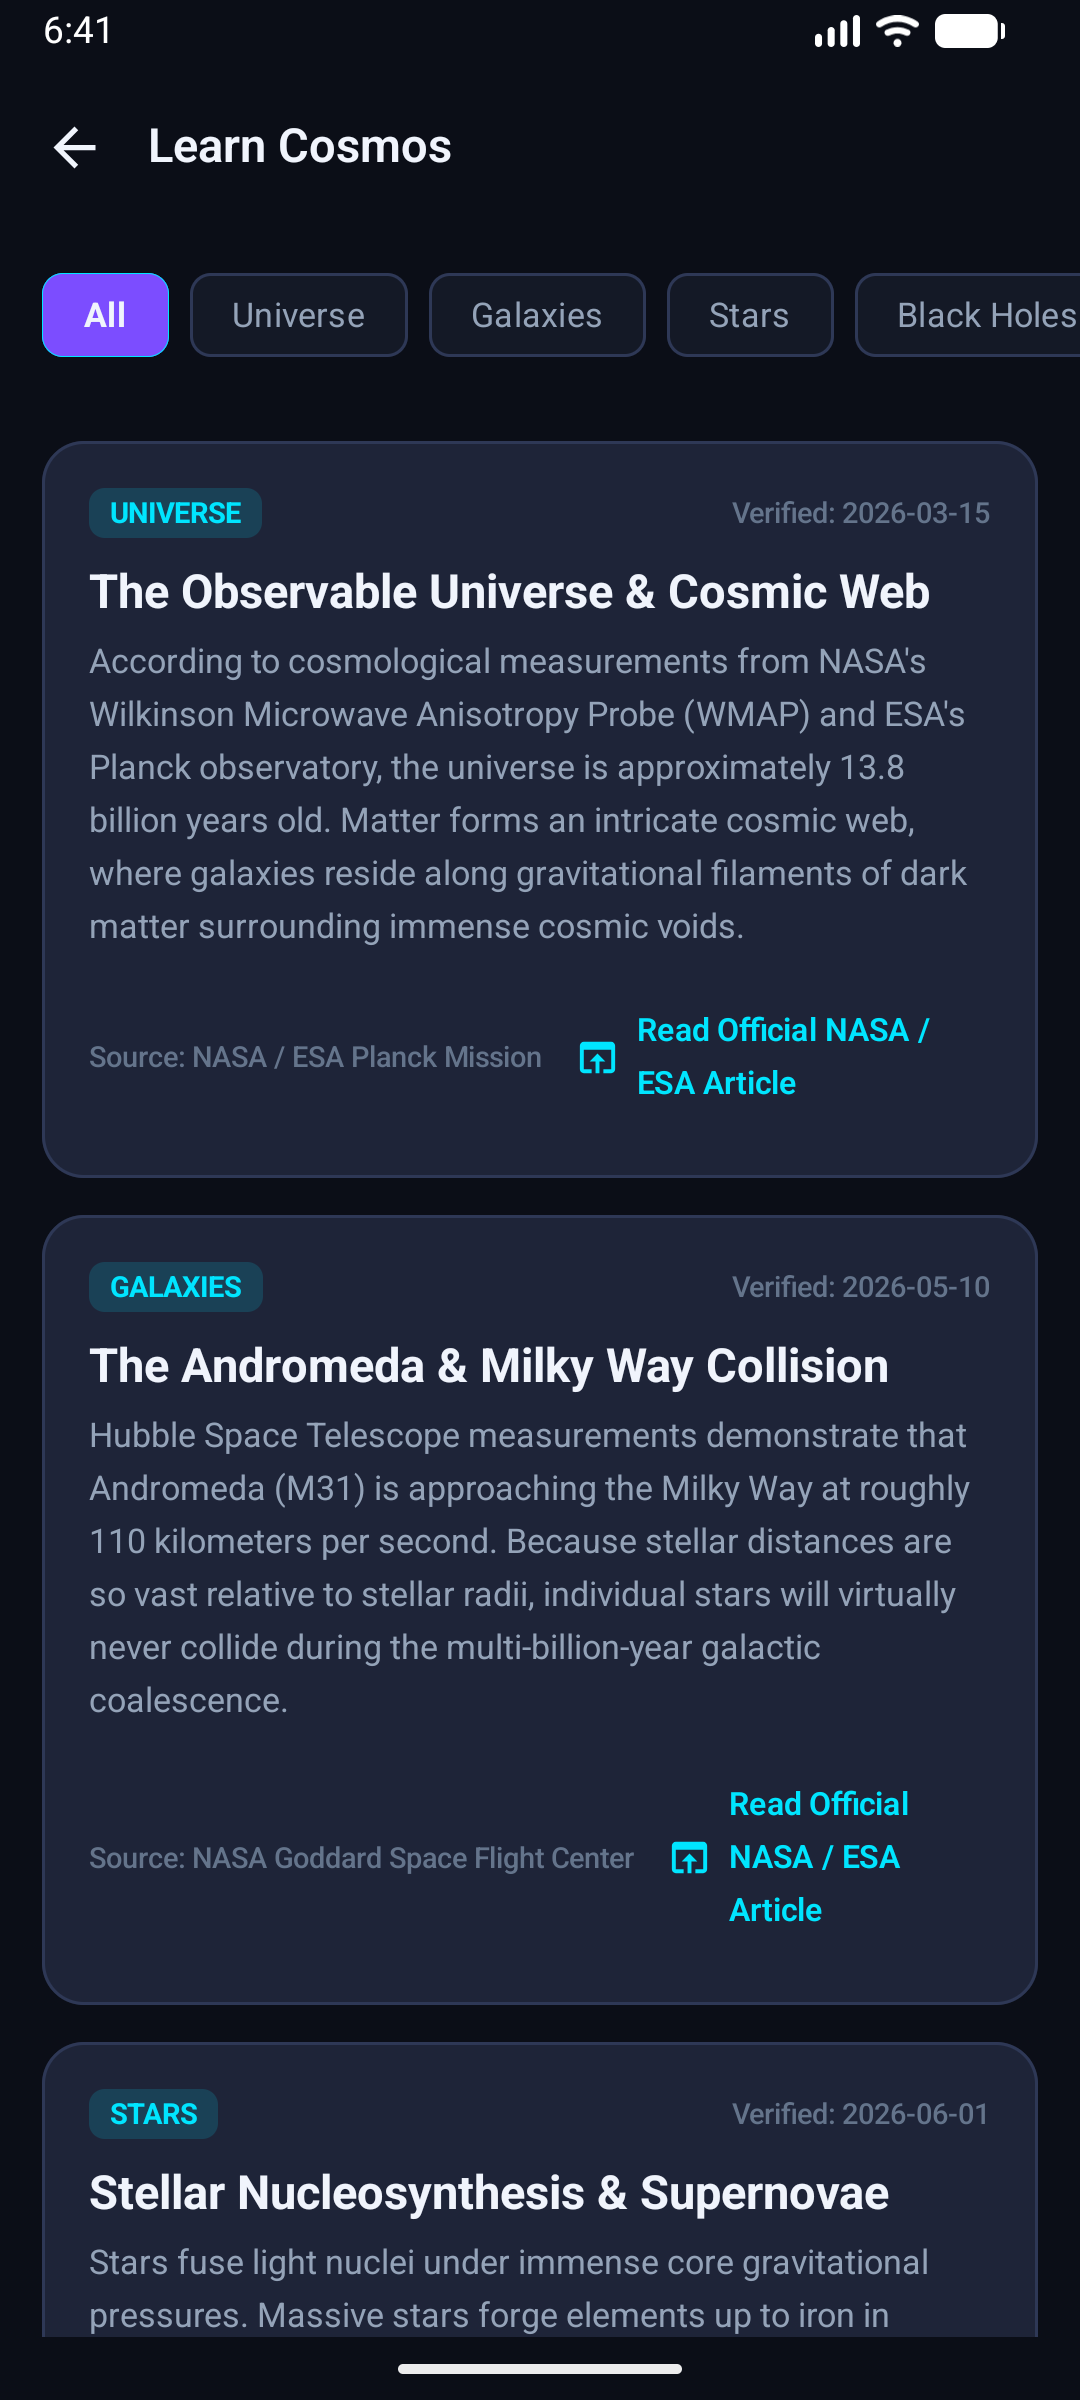 6:41
Learn Cosmos
All
Universe
Galaxies
Stars
Black Holes
UNIVERSE
Verified: 2026-03-15
The Observable Universe & Cosmic Web
According to cosmological measurements from NASA's
Wilkinson Microwave Anisotropy Probe (WMAP) and ESA's
Planck observatory, the universe is approximately 13.8
billion years old. Matter forms an intricate cosmic web,
where galaxies reside along gravitational filaments of dark
matter surrounding immense cosmic voids.
Source: NASA / ESA Planck Mission
Read Official NASA /
ESA Article
GALAXIES
Verified: 2026-05-10
The Andromeda & Milky Way Collision
Hubble Space Telescope measurements demonstrate that
Andromeda (M31) is approaching the Milky Way at roughly
110 kilometers per second. Because stellar distances are
so vast relative to stellar radii, individual stars will virtually
never collide during the multi-billion-year galactic
coalescence.
Source: NASA Goddard Space Flight Center
Read Official
NASA / ESA
Article
STARS
Verified: 2026-06-01
Stellar Nucleosynthesis & Supernovae
Stars fuse light nuclei under immense core gravitational
pressures. Massive stars forge elements up to iron in